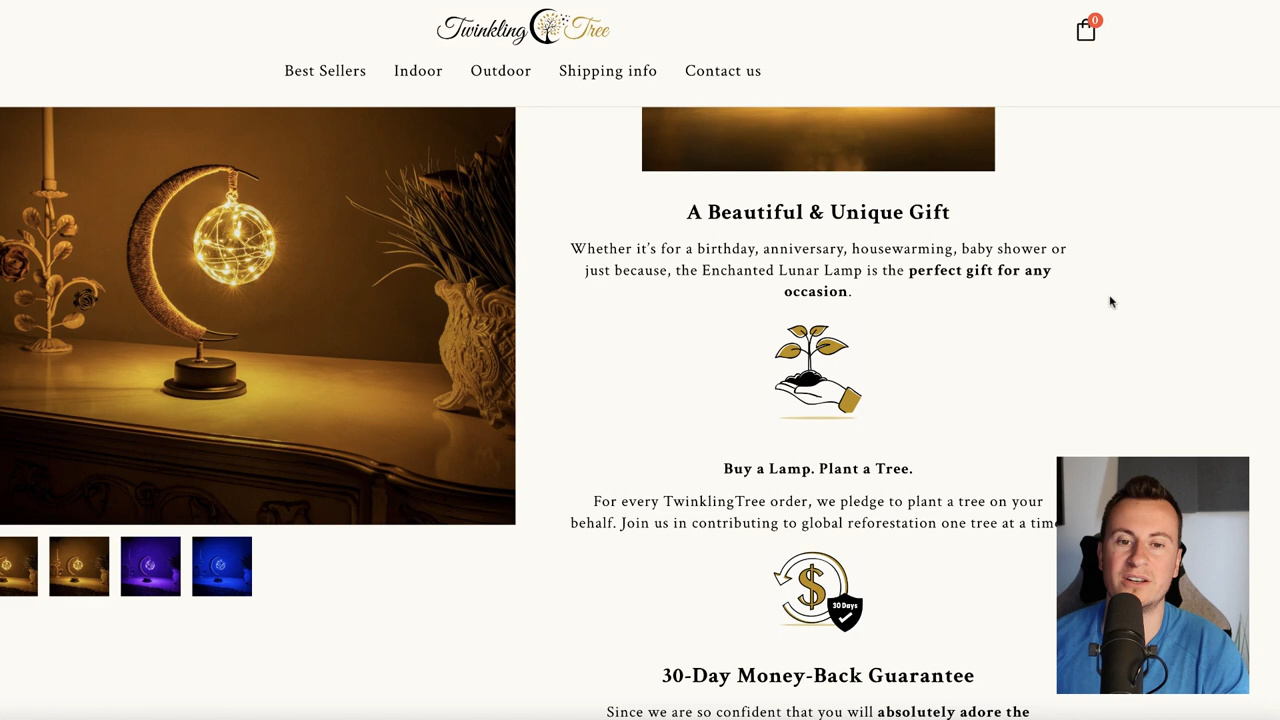 Twinkling Tree
0
Best Sellers Indoor Outdoor Shipping info Contact us
A Beautiful & Unique Gift
Whether it's for a birthday, anniversary, housewarming, baby shower or
just because, the Enchanted Lunar Lamp is the perfect gift for any
occasion.
Buy a Lamp. Plant a Tree.
For every TwinklingTree order, we pledge to plant a tree on your
behalf. Join us in contributing to global reforestation one tree at a time
$
30 Days
30-Day Money-Back Guarantee
Since we are so confident that you will absolutely adore the